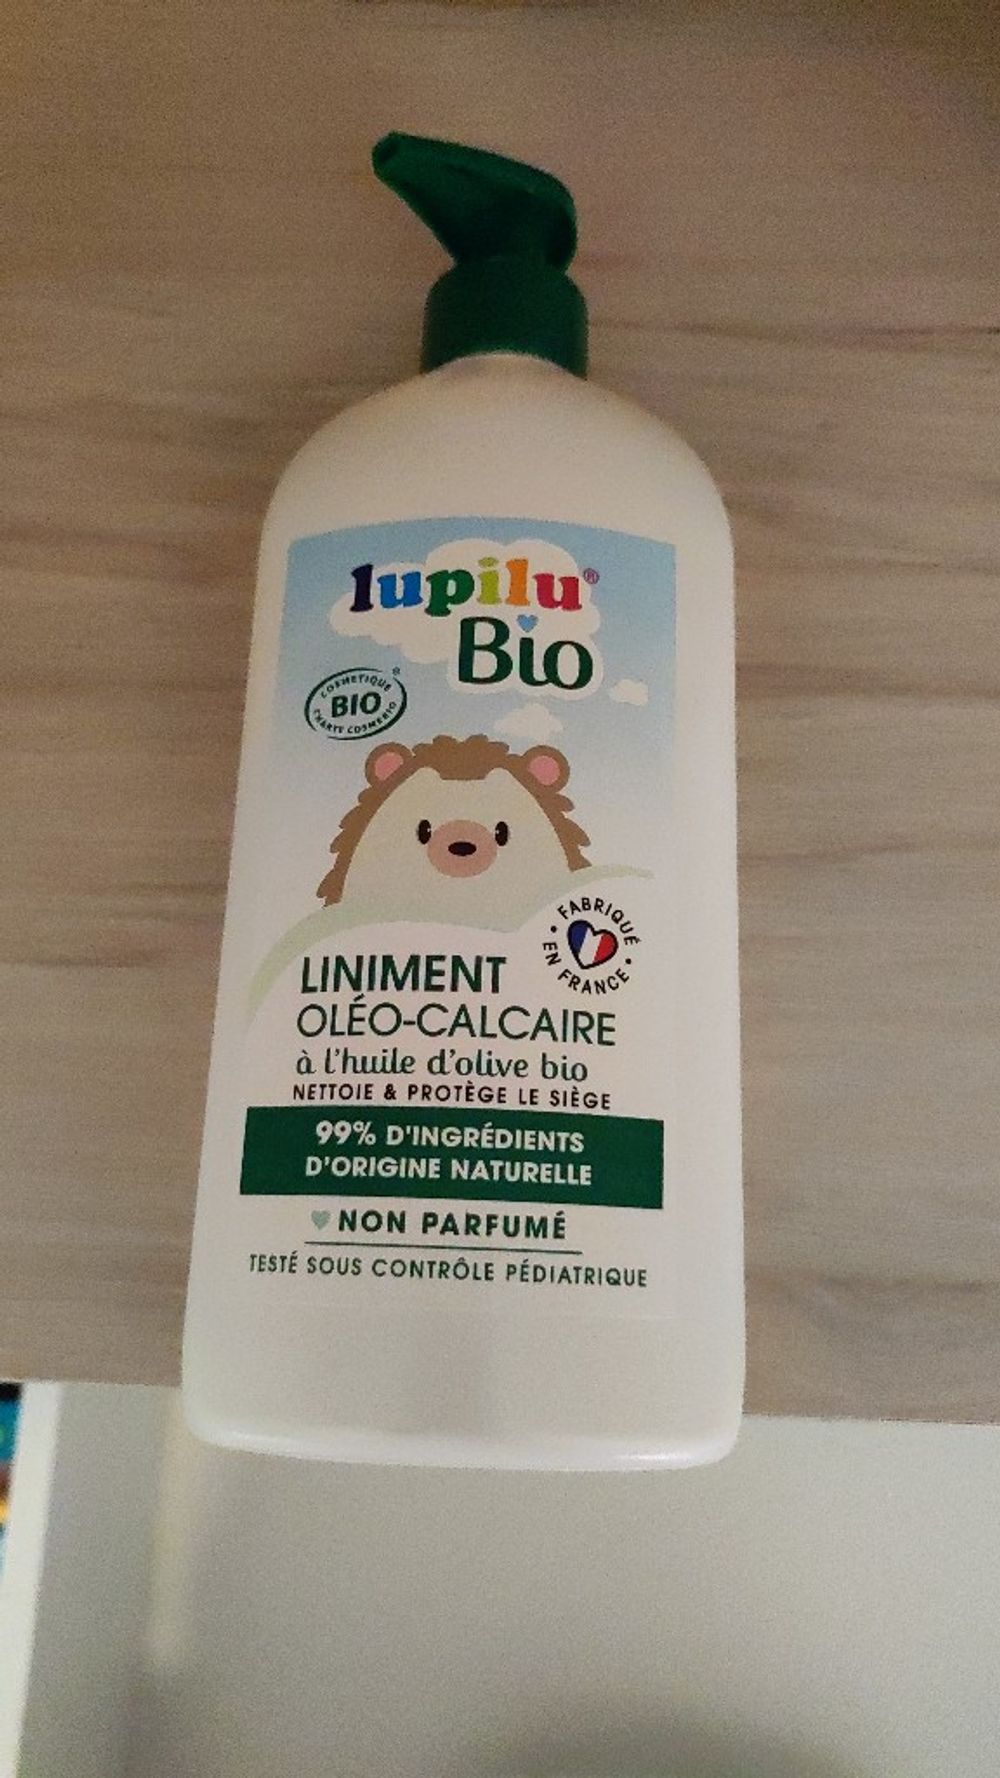 lupilu®
Bio
COSMETIQUE
BIO
CHARTE COSMEBIO
FABRIQUÉ
EN FRANCE
LINIMENT
OLÉO-CALCAIRE
à l'huile d'olive bio
NETTOIE & PROTÈGE LE SIÈGE
99% D'INGRÉDIENTS
D'ORIGINE NATURELLE
NON PARFUMÉ
TESTÉ SOUS CONTRÔLE PÉDIATRIQUE